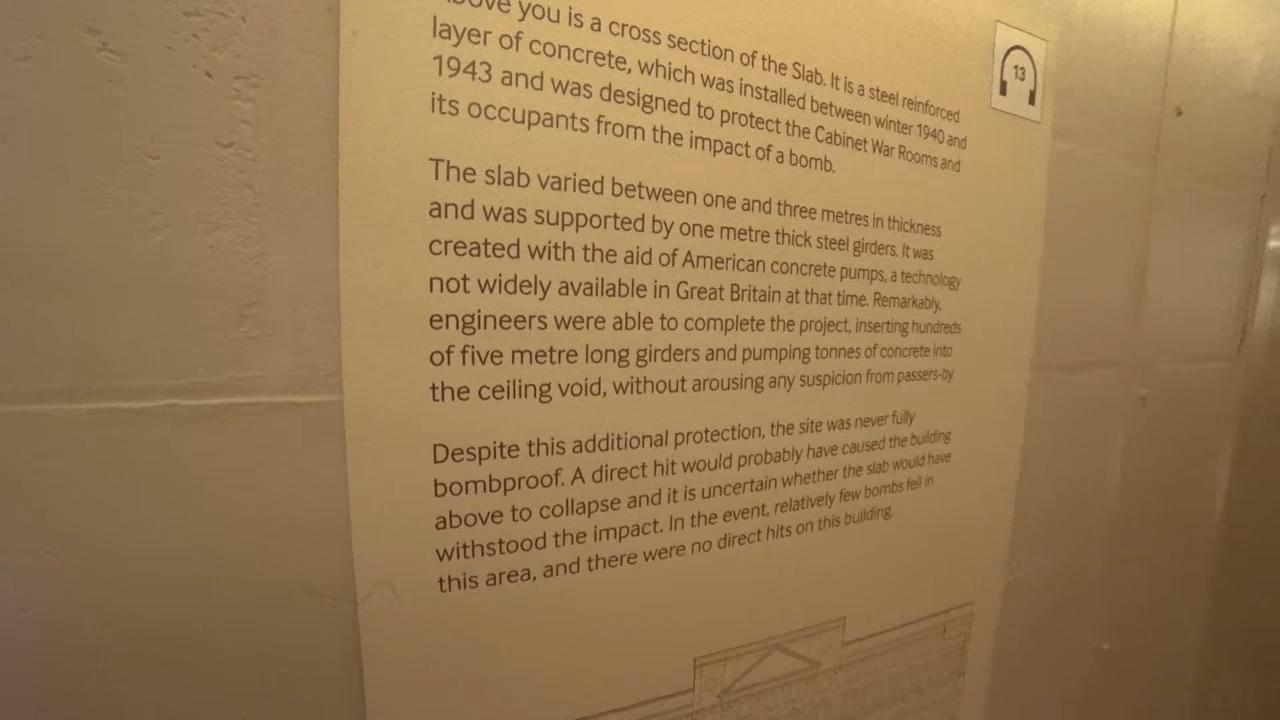 you is a cross section of the Slab. It is a steel reinforced
layer of concrete, which was installed between winter 1940 and
1943 and was designed to protect the Cabinet War Rooms and
its occupants from the impact of a bomb.
The slab varied between one and three metres in thickness
and was supported by one metre thick steel girders. It was
created with the aid of American concrete pumps, a technology
not widely available in Great Britain at that time. Remarkably,
engineers were able to complete the project, inserting hundreds
of five metre long girders and pumping tonnes of concrete into
the ceiling void, without arousing any suspicion from passers-by.
Despite this additional protection, the site was never fully
bombproof. A direct hit would probably have caused the building
above to collapse and it is uncertain whether the slab would have
withstood the impact. In the event, relatively few bombs fell in
this area, and there were no direct hits on this building.
13